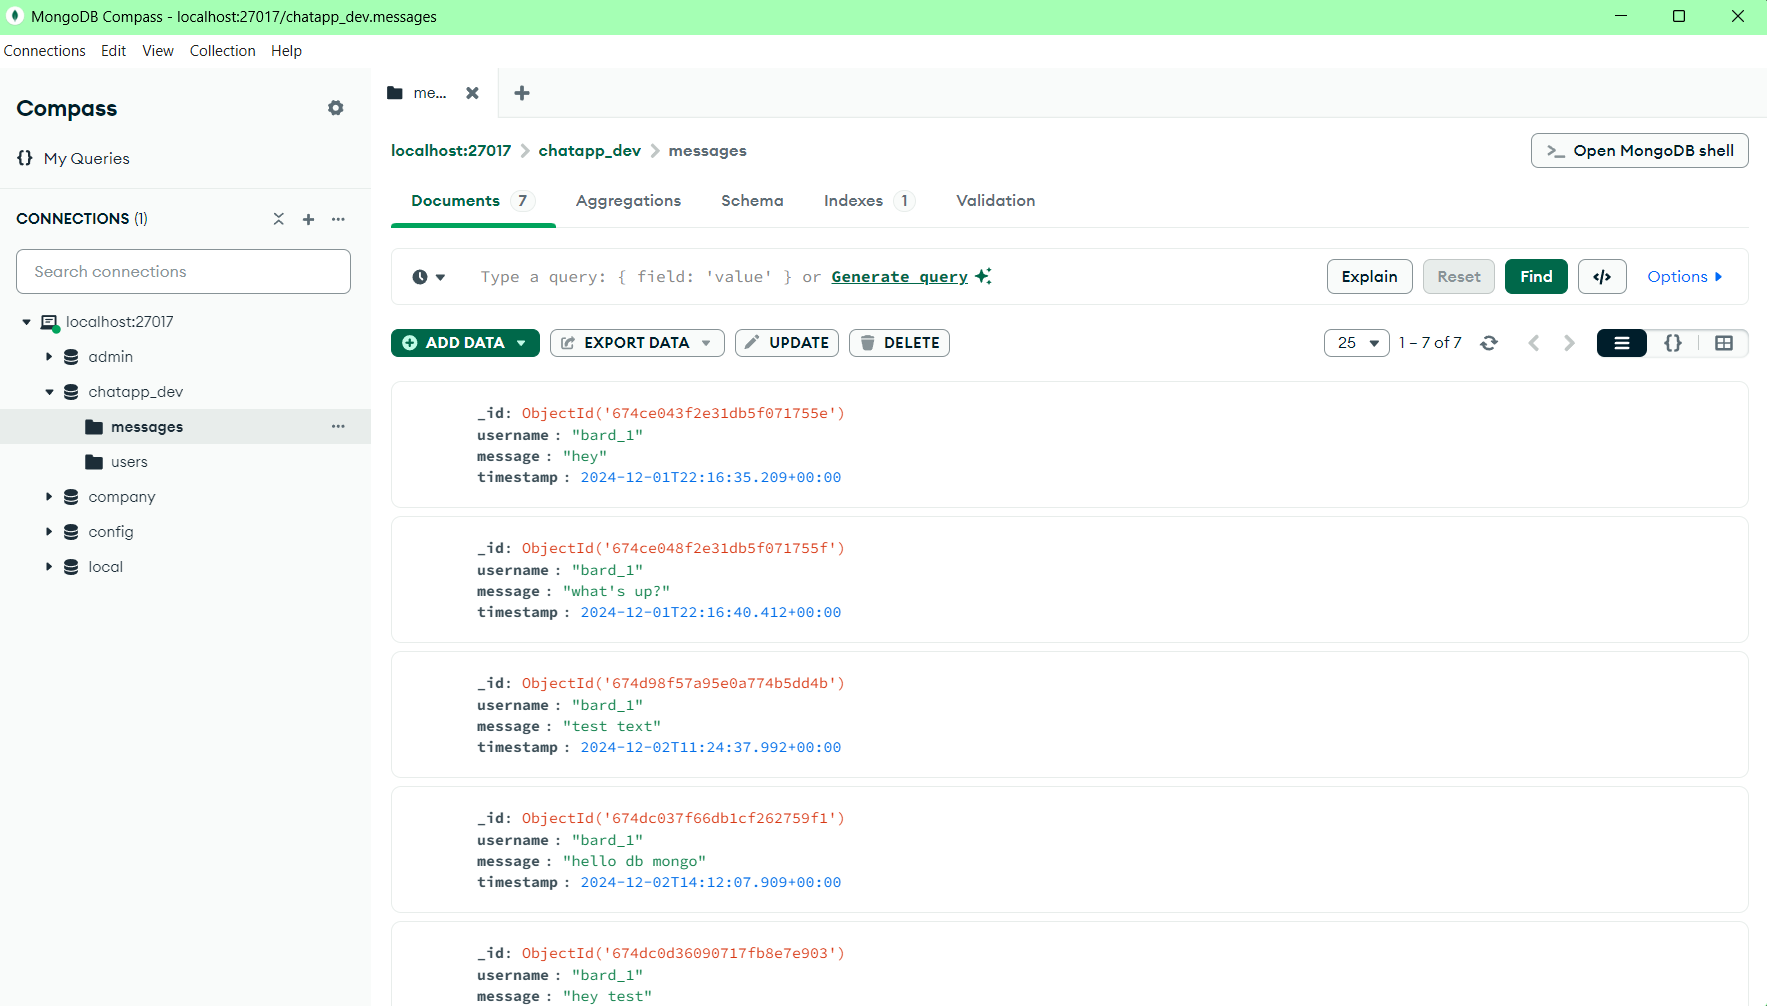 MongoDB Compass - localhost:27017/chatapp_dev.messages
Connections Edit View Collection Help
Compass
{} My Queries
CONNECTIONS (1)
Search connections
localhost:27017
admin
chatapp_dev
messages
users
company
config
local
me...
localhost:27017 > chatapp_dev > messages
>_ Open MongoDB shell
Documents 7 Aggregations Schema Indexes 1 Validation
Type a query: { field: 'value' } or Generate query
Explain Reset Find </> Options
ADD DATA EXPORT DATA UPDATE DELETE
25 1 – 7 of 7 {}
_id: ObjectId('674ce043f2e31db5f071755e')
username : "bard_1"
message : "hey"
timestamp : 2024-12-01T22:16:35.209+00:00
_id: ObjectId('674ce048f2e31db5f071755f')
username : "bard_1"
message : "what's up?"
timestamp : 2024-12-01T22:16:40.412+00:00
_id: ObjectId('674d98f57a95e0a774b5dd4b')
username : "bard_1"
message : "test text"
timestamp : 2024-12-02T11:24:37.992+00:00
_id: ObjectId('674dc037f66db1cf262759f1')
username : "bard_1"
message : "hello db mongo"
timestamp : 2024-12-02T14:12:07.909+00:00
_id: ObjectId('674dc0d36090717fb8e7e903')
username : "bard_1"
message : "hey test"